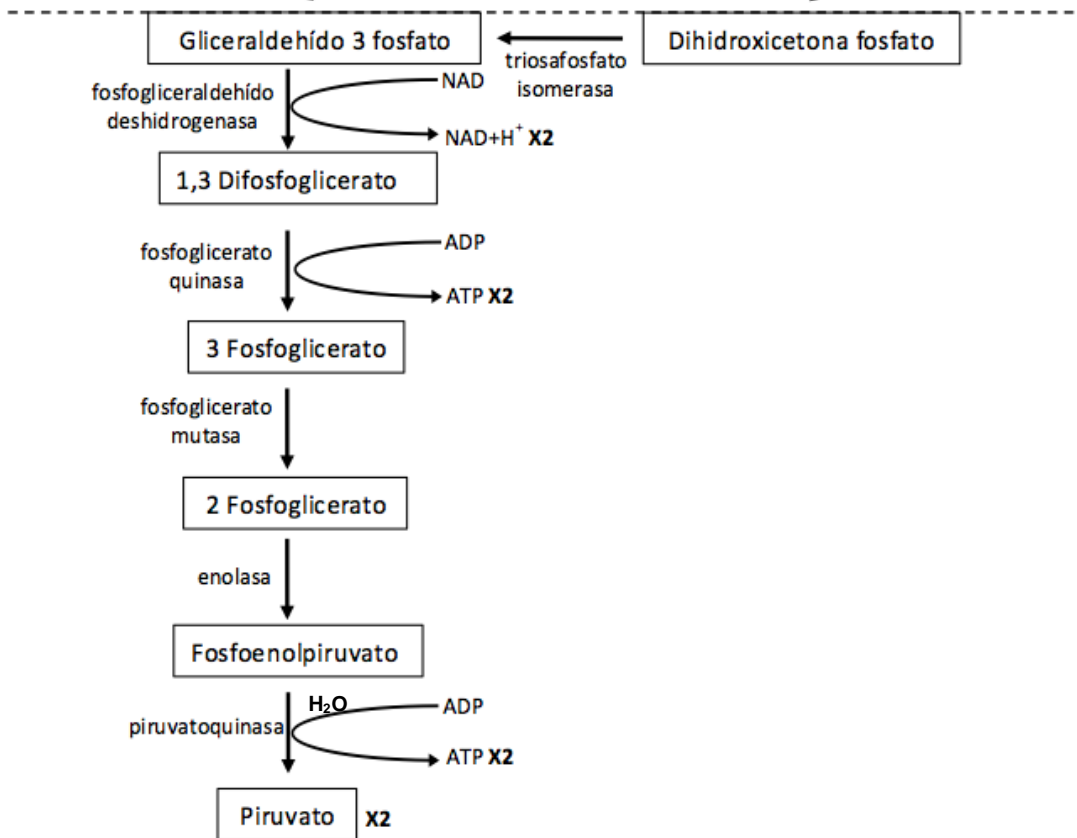 Gliceraldehído 3 fosfato
Dihidroxicetona fosfato
triosafosfato
isomerasa
fosfogliceraldehído
deshidrogenasa
NAD
NAD+H⁺ X2
1,3 Difosfoglicerato
fosfoglicerato
quinasa
ADP
ATP X2
3 Fosfoglicerato
fosfoglicerato
mutasa
2 Fosfoglicerato
enolasa
Fosfoenolpiruvato
H₂O
ADP
piruvatoquinasa
ATP X2
Piruvato X2